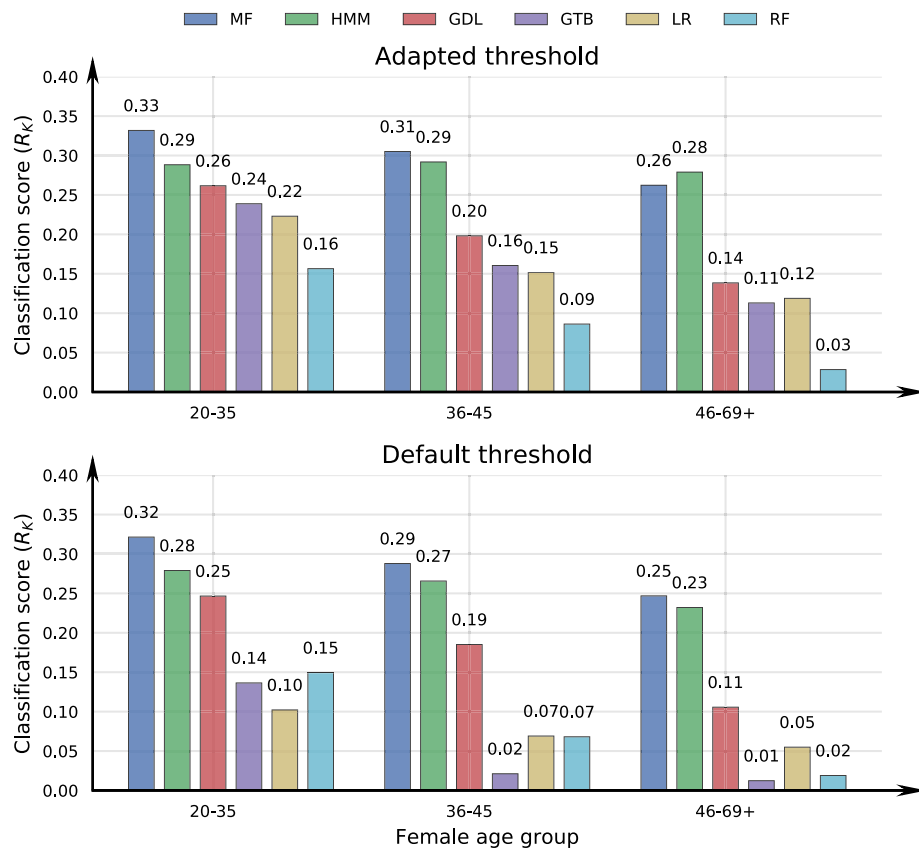 MF HMM GDL GTB LR RF
Adapted threshold
Classification score (R_K)
0.40
0.35
0.30
0.25
0.20
0.15
0.10
0.05
0.00
0.33 0.29 0.26 0.24 0.22 0.16
0.31 0.29 0.20 0.16 0.15 0.09
0.26 0.28 0.14 0.11 0.12 0.03
20-35 36-45 46-69+
Default threshold
Classification score (R_K)
0.40
0.35
0.30
0.25
0.20
0.15
0.10
0.05
0.00
0.32 0.28 0.25 0.14 0.10 0.15
0.29 0.27 0.19 0.02 0.07 0.07
0.25 0.23 0.11 0.01 0.05 0.02
20-35 36-45 46-69+
Female age group